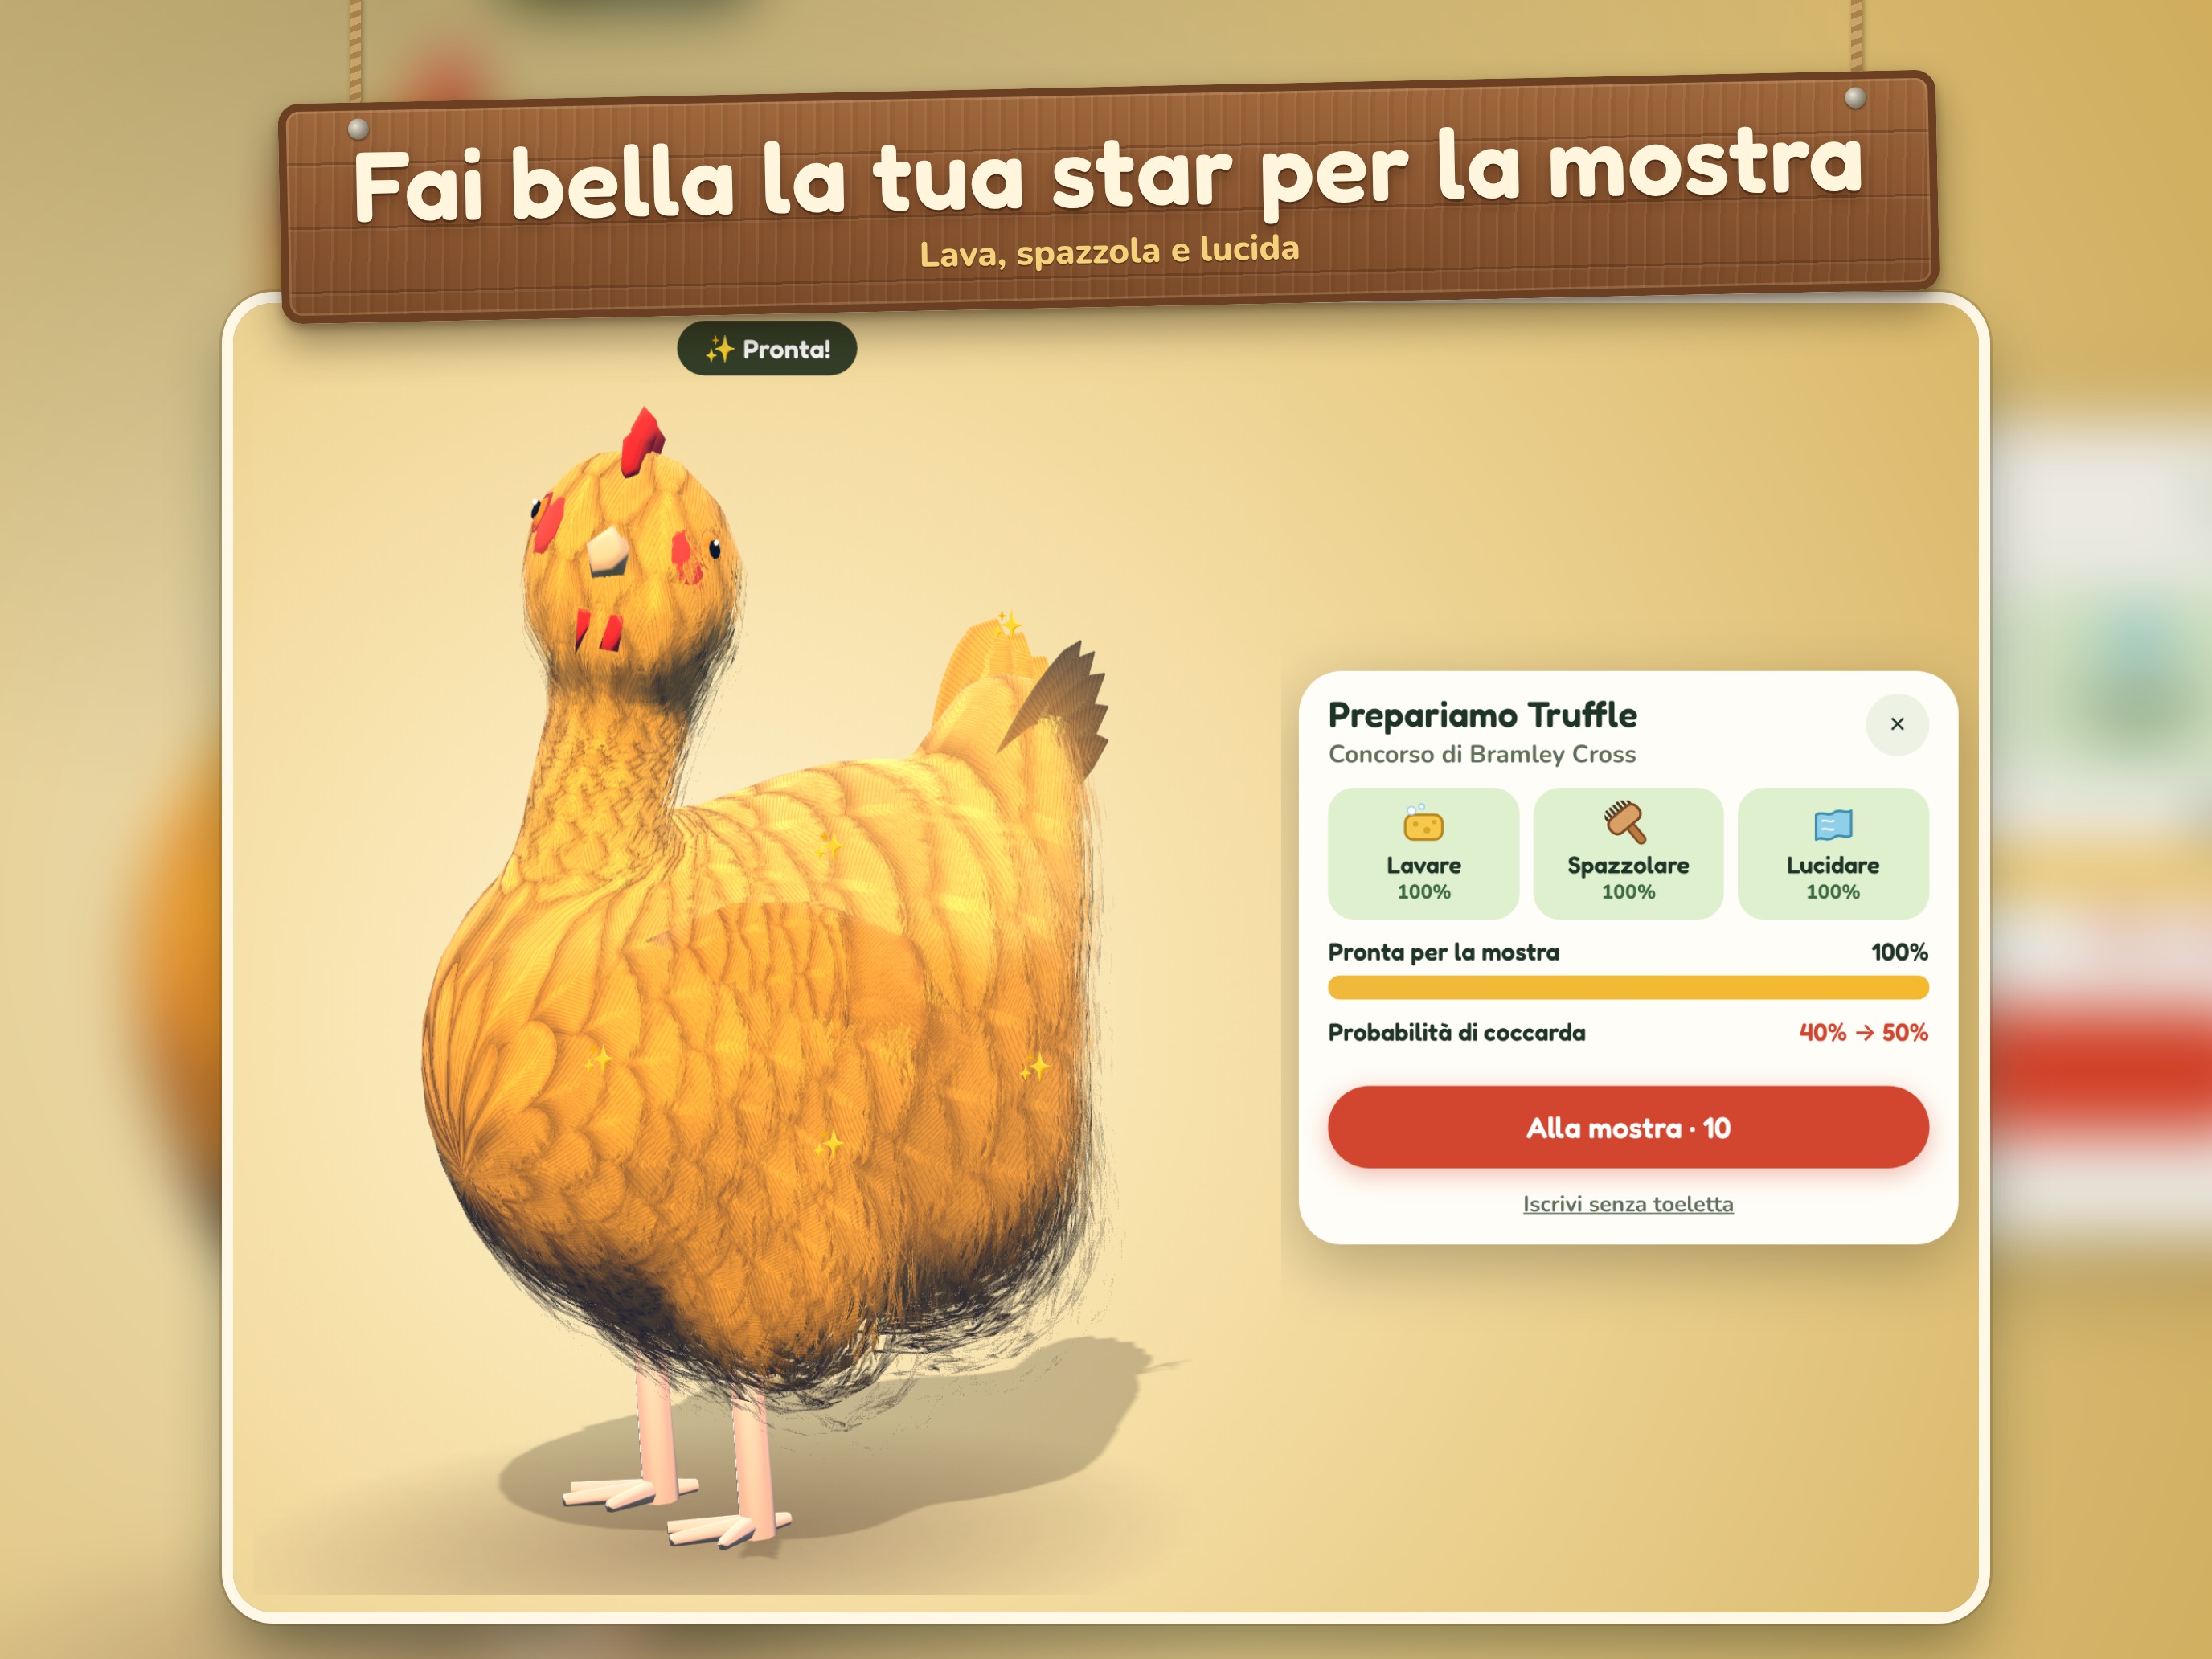 Fai bella la tua star per la mostra
Lava, spazzola e lucida
✨ Pronta!
Prepariamo Truffle
×
Concorso di Bramley Cross
Lavare
100%
Spazzolare
100%
Lucidare
100%
Pronta per la mostra 100%
Probabilità di coccarda 40% → 50%
Alla mostra · 10
Iscrivi senza toeletta